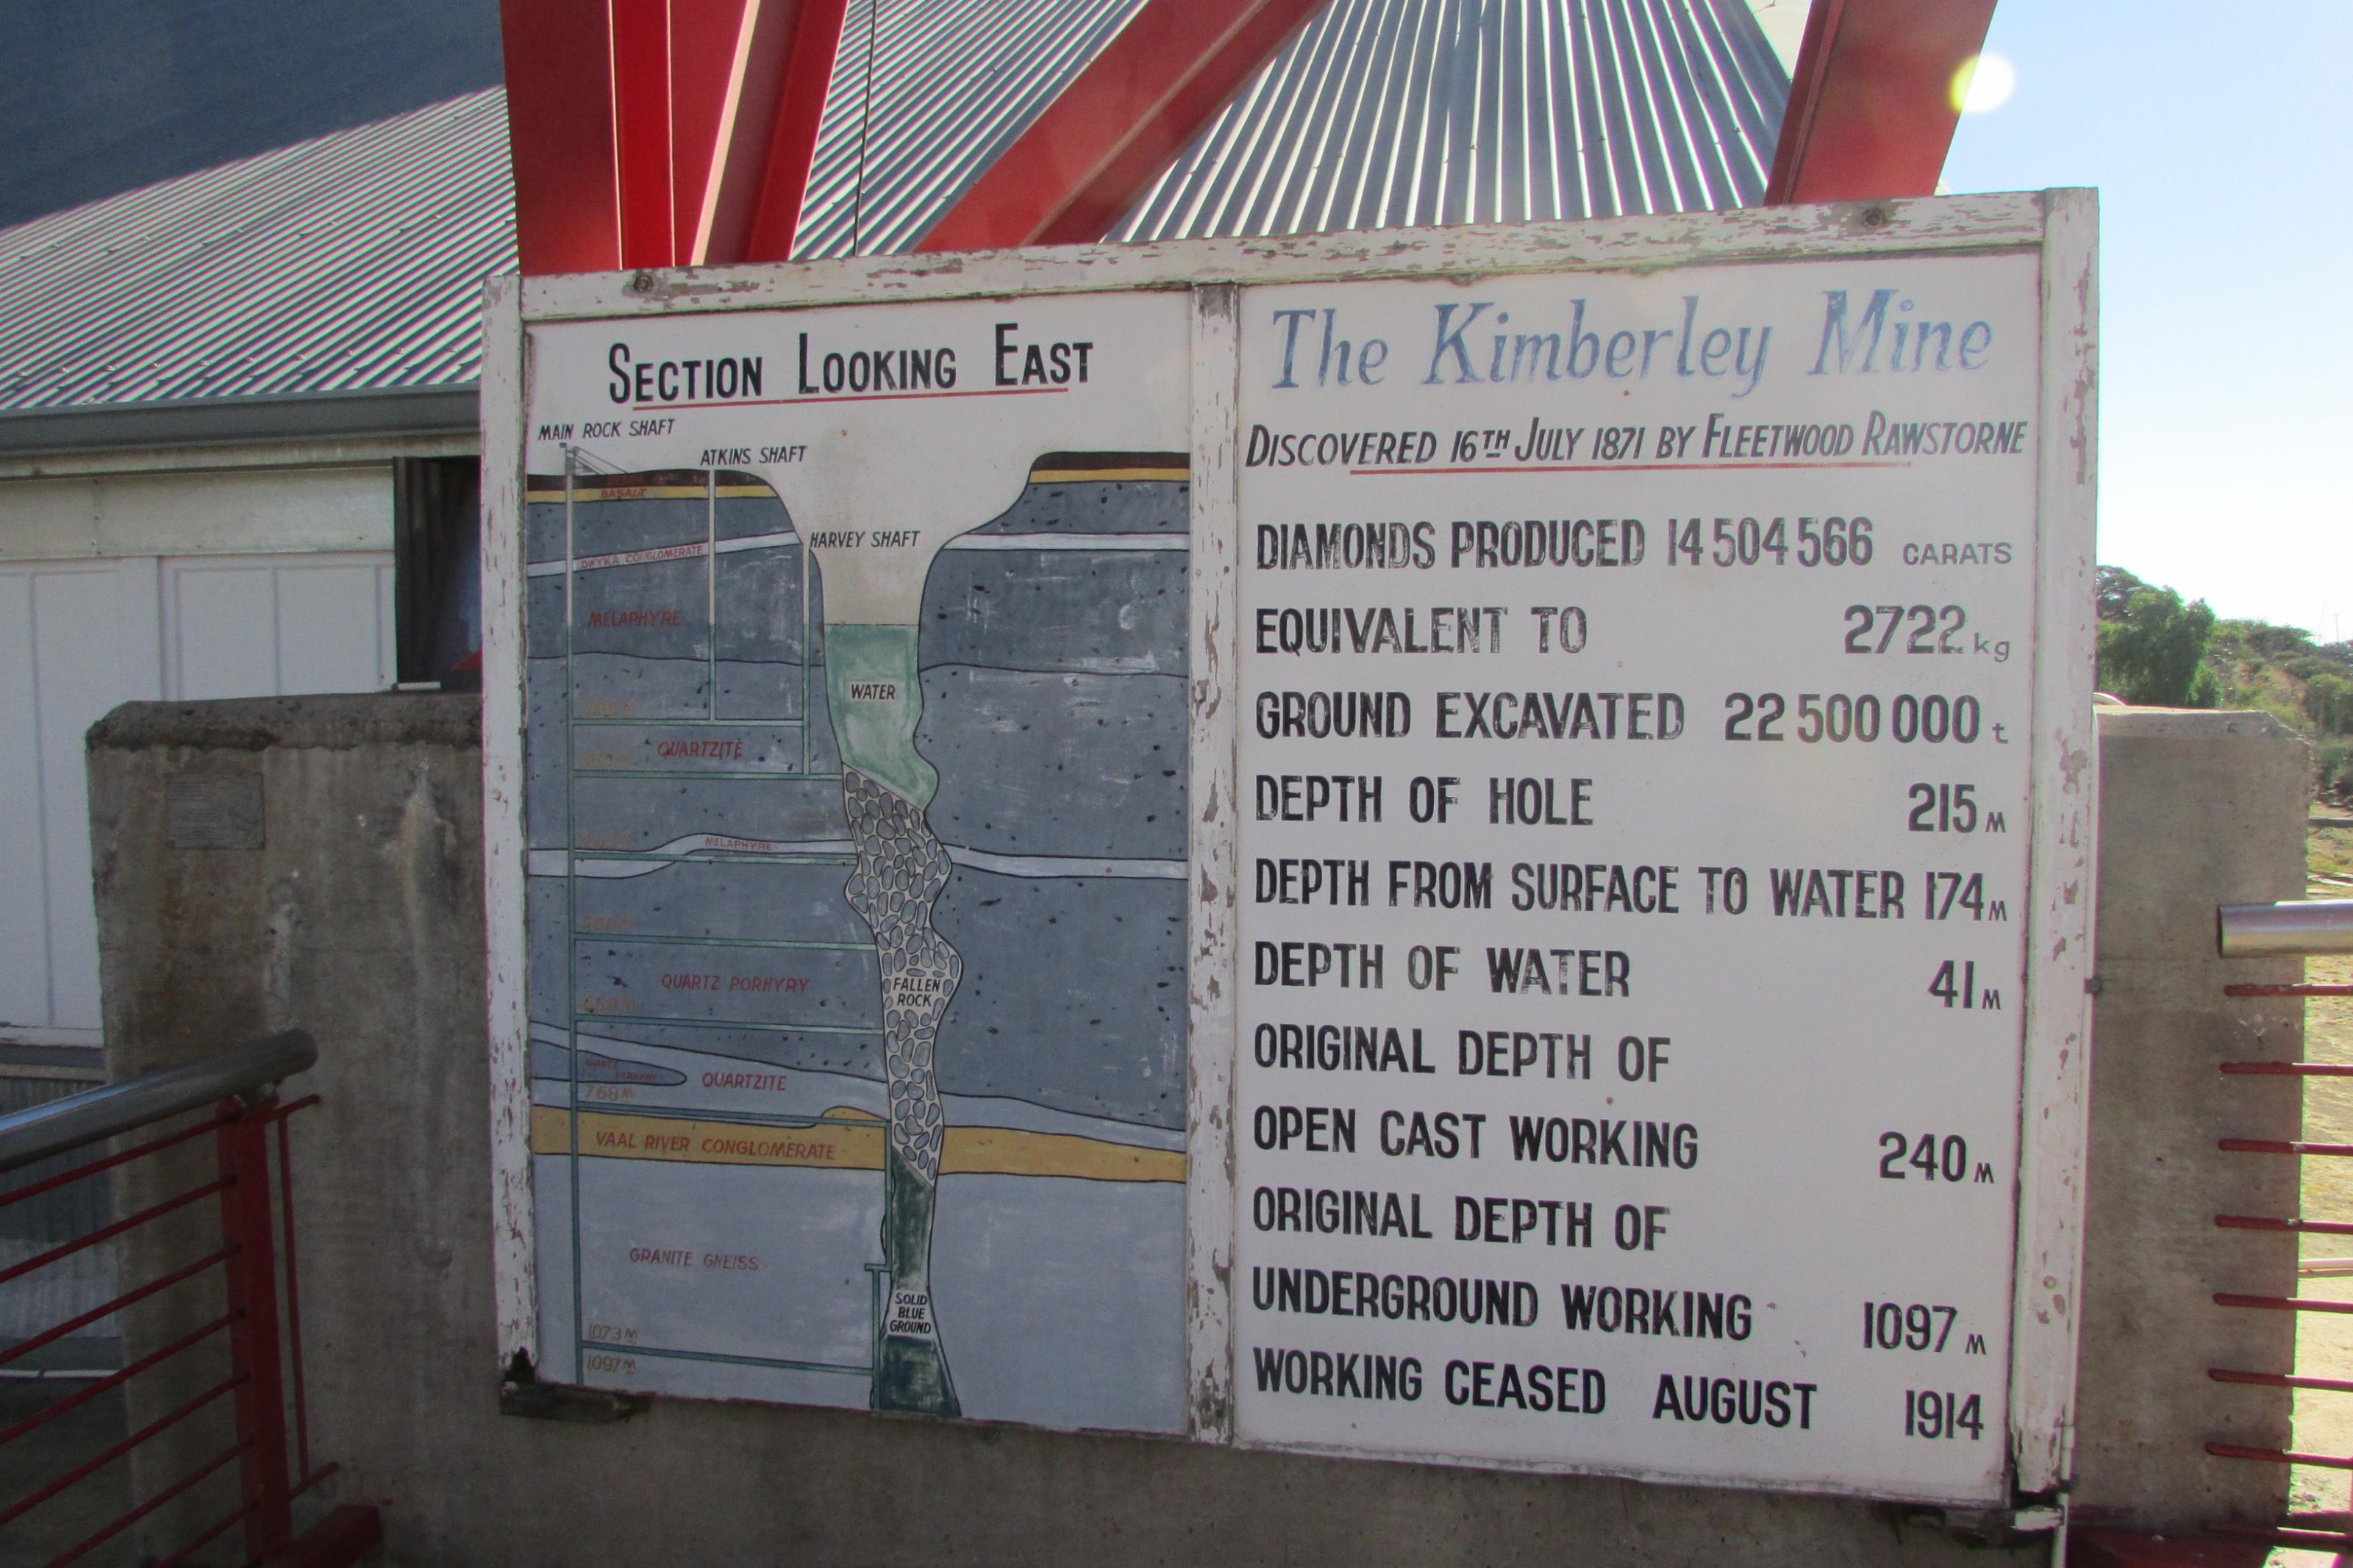 SECTION LOOKING EAST
MAIN ROCK SHAFT
ATKINS SHAFT
BASALT
HARVEY SHAFT
DWYKA CONGLOMERATE
MELAPHYRE
WATER
QUARTZITE
MELAPHYRE
QUARTZ PORHYRY
FALLEN
ROCK
QUARTZ
PORHYRY
QUARTZITE
768M
VAAL RIVER CONGLOMERATE
GRANITE GNEISS
SOLID
BLUE
GROUND
1073M
1097M
The Kimberley Mine
DISCOVERED 16TH JULY 1871 BY FLEETWOOD RAWSTORNE
DIAMONDS PRODUCED 14 504 566 CARATS
EQUIVALENT TO 2722 kg
GROUND EXCAVATED 22 500 000 t
DEPTH OF HOLE 215 M
DEPTH FROM SURFACE TO WATER 174 M
DEPTH OF WATER 41 M
ORIGINAL DEPTH OF
OPEN CAST WORKING 240 M
ORIGINAL DEPTH OF
UNDERGROUND WORKING 1097 M
WORKING CEASED AUGUST 1914